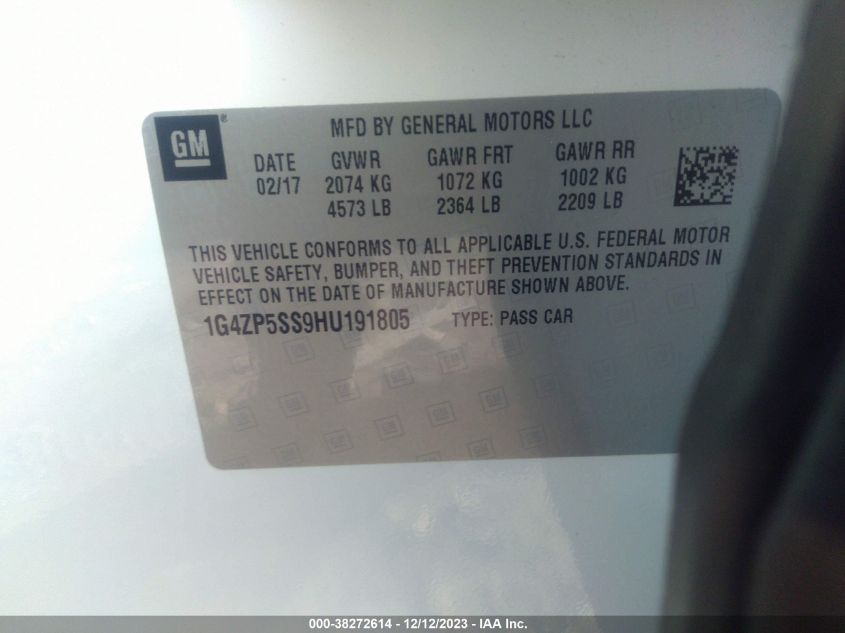 GM®
MFD BY GENERAL MOTORS LLC
DATE GVWR GAWR FRT GAWR RR
02/17 2074 KG 1072 KG 1002 KG
4573 LB 2364 LB 2209 LB
THIS VEHICLE CONFORMS TO ALL APPLICABLE U.S. FEDERAL MOTOR
VEHICLE SAFETY, BUMPER, AND THEFT PREVENTION STANDARDS IN
EFFECT ON THE DATE OF MANUFACTURE SHOWN ABOVE.
1G4ZP5SS9HU191805 TYPE: PASS CAR
000-38272614 - 12/12/2023 - IAA Inc.